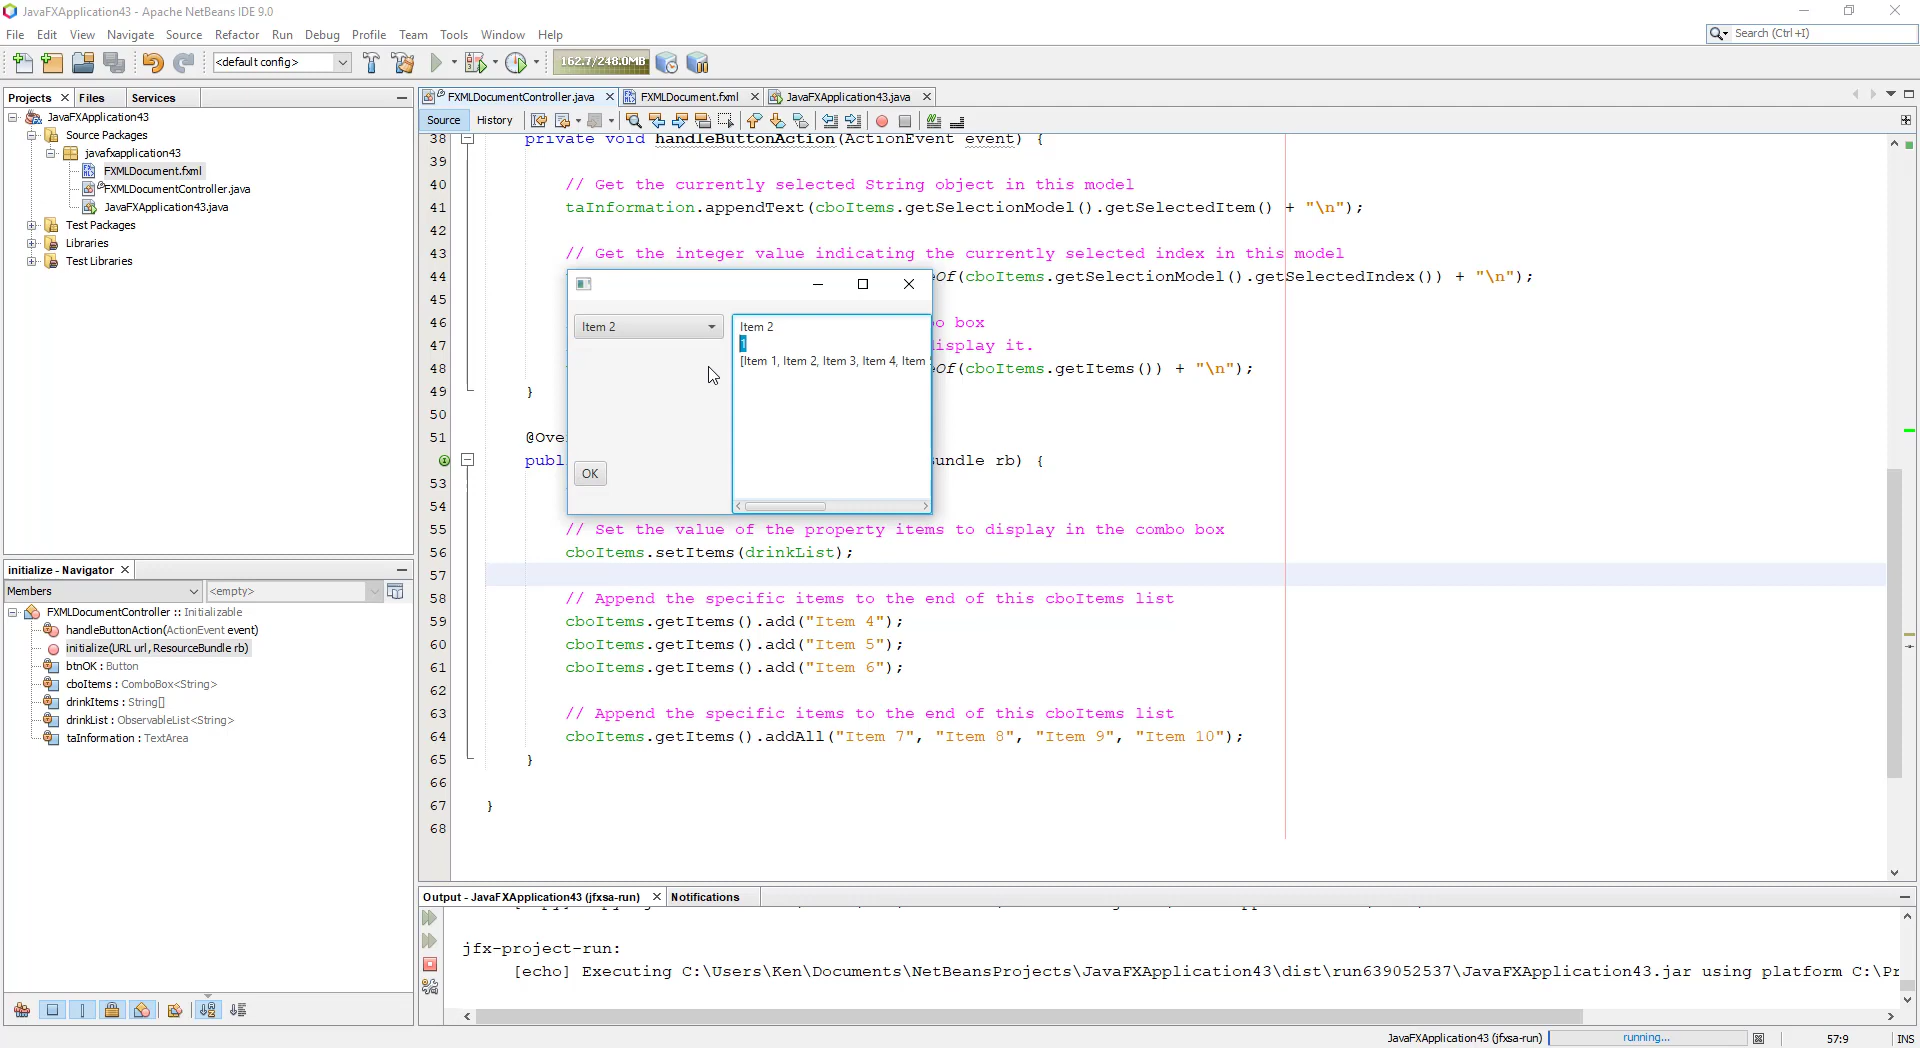 JavaFXApplication43 - Apache NetBeans IDE 9.0
File Edit View Navigate Source Refactor Run Debug Profile Team Tools Window Help
Search (Ctrl+I)
<default config>
162.7/248.0MB
Projects Files Services
JavaFXApplication43
Source Packages
javafxapplication43
FXMLDocument.fxml
FXMLDocumentController.java
JavaFXApplication43.java
Test Packages
Libraries
Test Libraries
initialize - Navigator
Members <empty>
FXMLDocumentController :: Initializable
handleButtonAction(ActionEvent event)
initialize(URL url, ResourceBundle rb)
btnOK : Button
cboItems : ComboBox<String>
drinkItems : String[]
drinkList : ObservableList<String>
taInformation : TextArea
FXMLDocumentController.java FXMLDocument.fxml JavaFXApplication43.java
Source History
38 private void handleButtonAction(ActionEvent event) {
39
40 // Get the currently selected String object in this model
41 taInformation.appendText(cboItems.getSelectionModel().getSelectedItem() + "\n");
42
43 // Get the integer value indicating the currently selected index in this model
44 Of(cboItems.getSelectionModel().getSelectedIndex()) + "\n");
45
46 box
47 display it.
48 Of(cboItems.getItems()) + "\n");
49 }
50
51 @Ove
publ undle rb) {
53
54
55 // Set the value of the property items to display in the combo box
56 cboItems.setItems(drinkList);
57
58 // Append the specific items to the end of this cboItems list
59 cboItems.getItems().add("Item 4");
60 cboItems.getItems().add("Item 5");
61 cboItems.getItems().add("Item 6");
62
63 // Append the specific items to the end of this cboItems list
64 cboItems.getItems().addAll("Item 7", "Item 8", "Item 9", "Item 10");
65 }
66
67 }
68
Item 2
OK
Item 2
1
[Item 1, Item 2, Item 3, Item 4, Item
Output - JavaFXApplication43 (jfxsa-run) Notifications
jfx-project-run:
[echo] Executing C:\Users\Ken\Documents\NetBeansProjects\JavaFXApplication43\dist\run639052537\JavaFXApplication43.jar using platform C:\Pr
JavaFXApplication43 (jfxsa-run) running... 57:9 INS